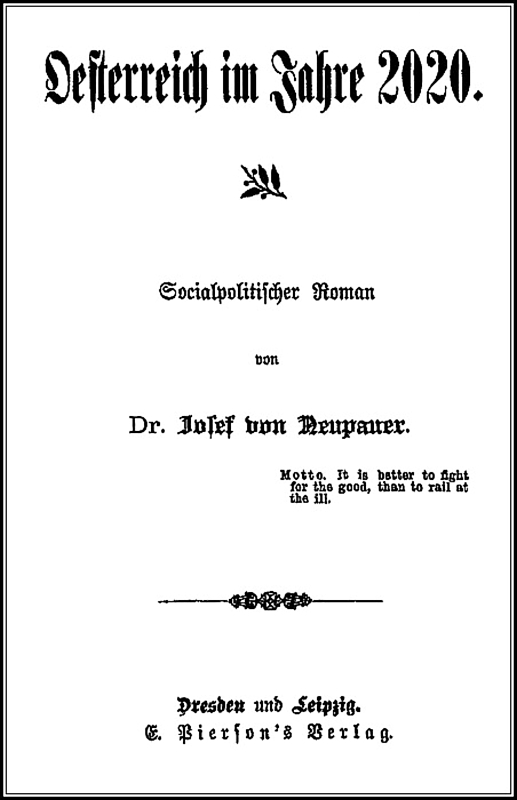 Oesterreich im Jahre 2020.
Socialpolitischer Roman
von
Dr. Josef von Neupauer.
Motto. It is better to fight
for the good, than to rail at
the ill.
Dresden und Leipzig.
E. Pierson's Verlag.